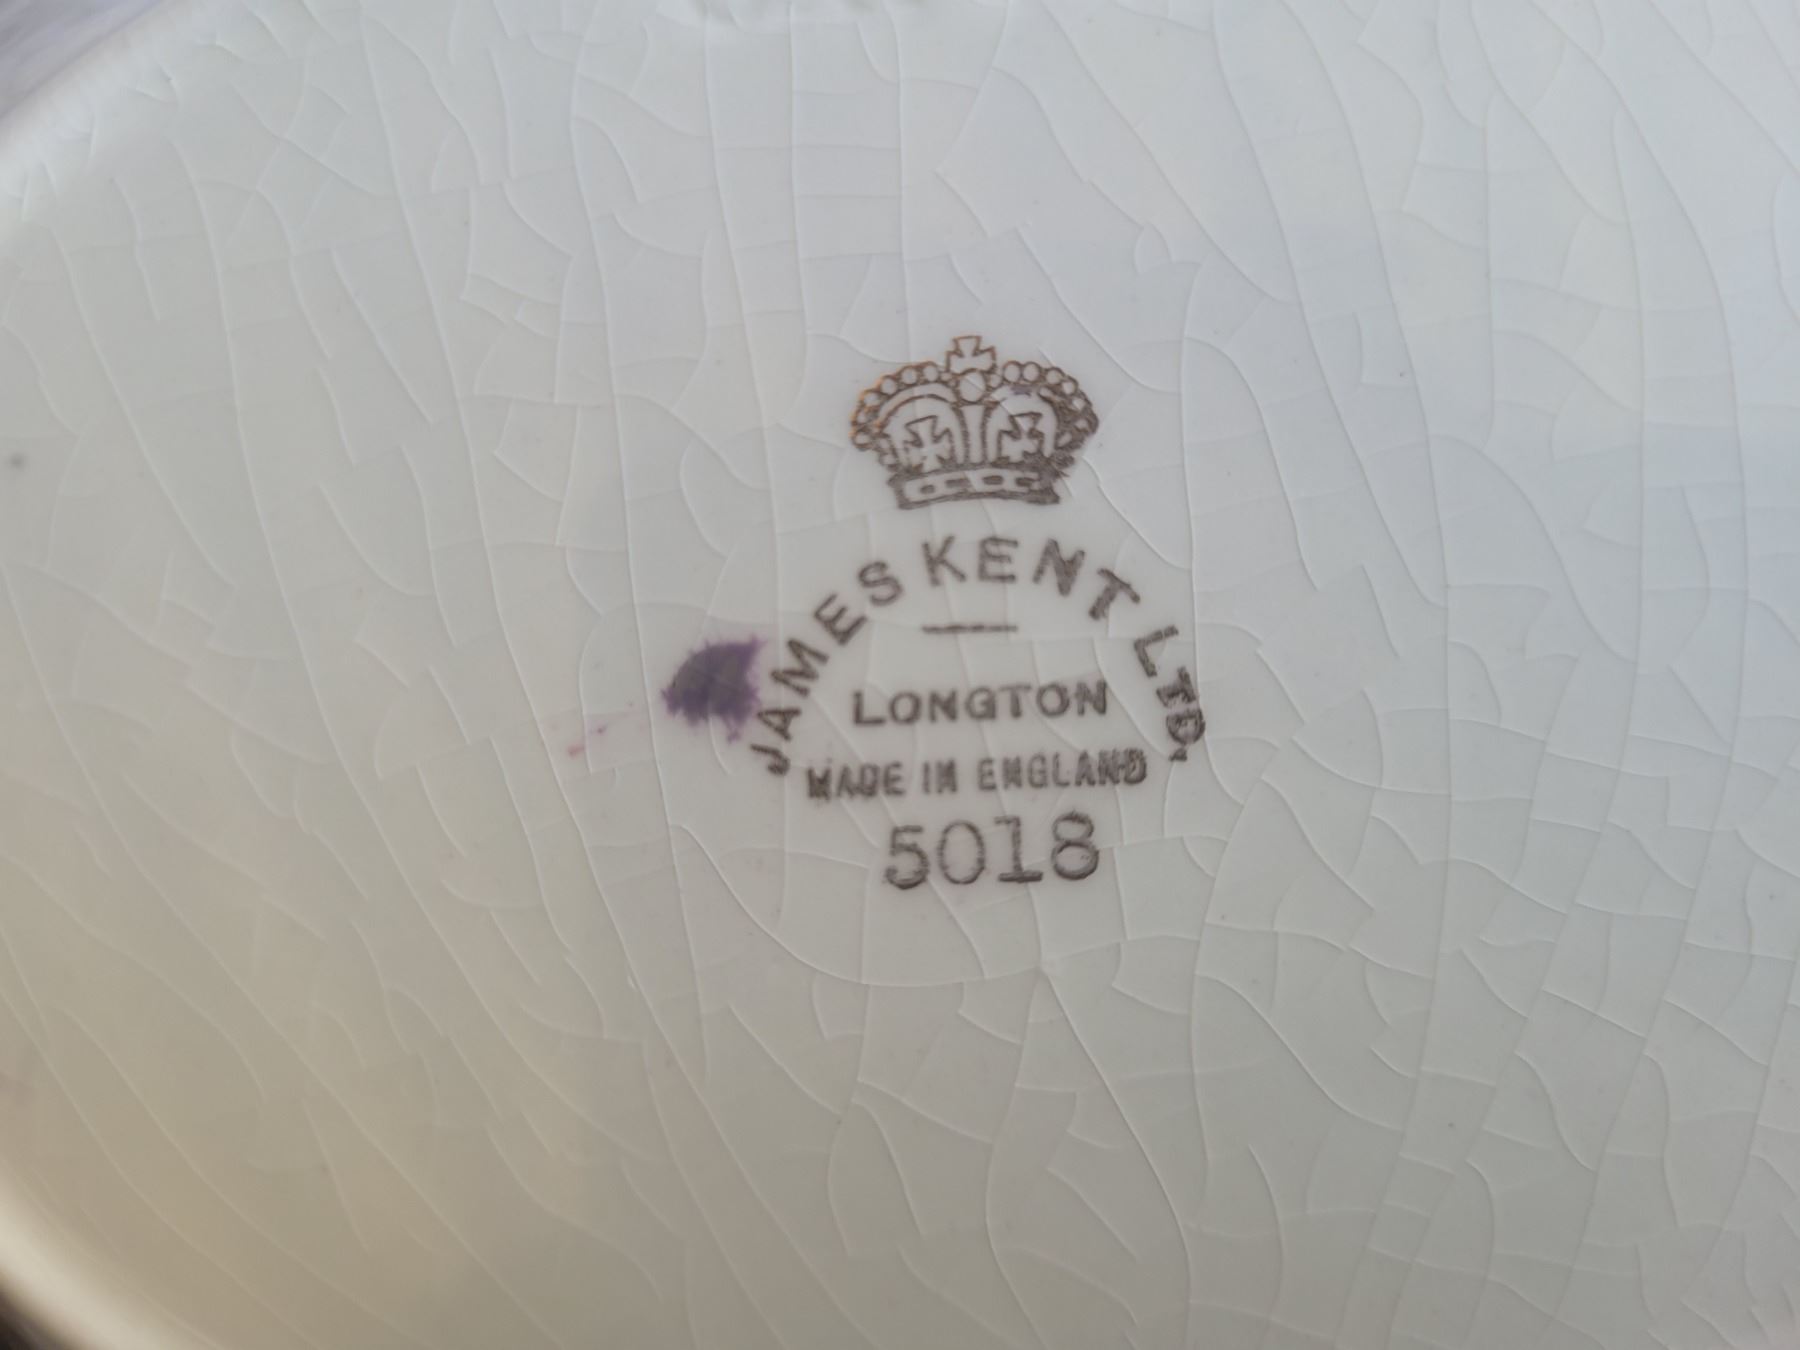 JAMES KENT LTD.
LONGTON
MADE IN ENGLAND
5018